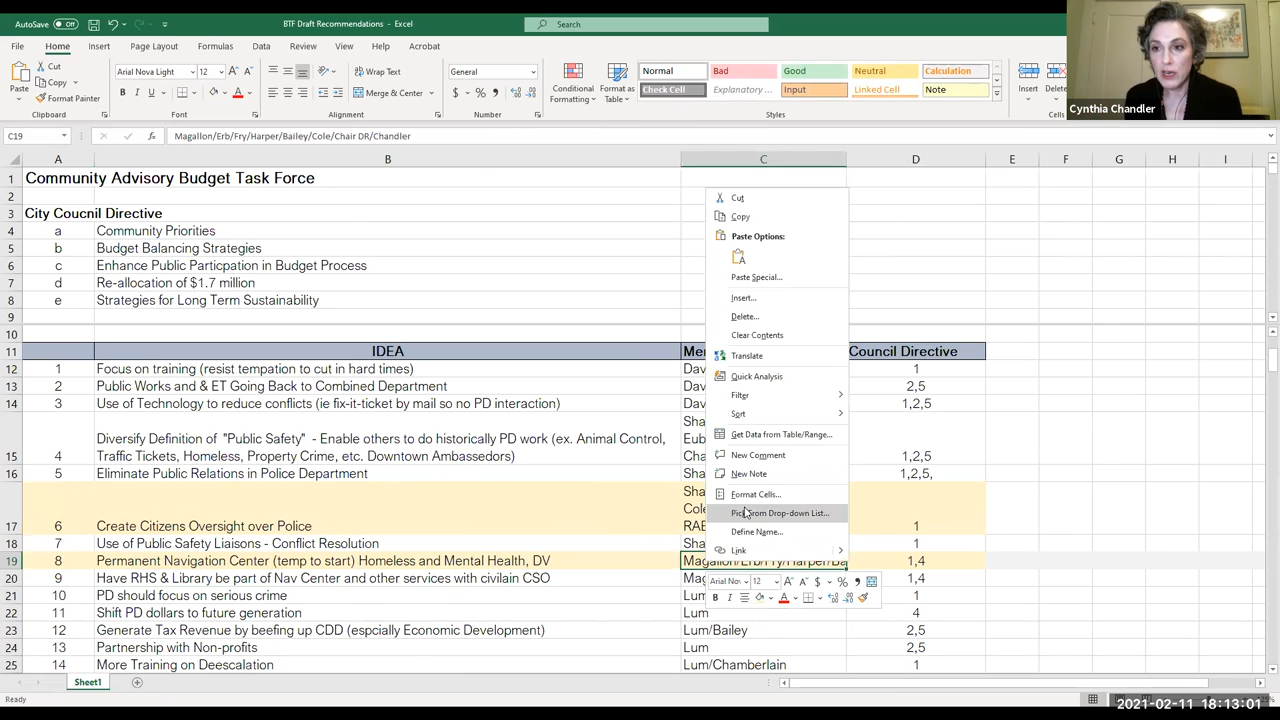 AutoSave Off BTF Draft Recommendations - Excel Search
File Home Insert Page Layout Formulas Data Review View Help Acrobat
Cut Copy Format Painter Paste Clipboard
Arial Nova Light 12 B I U Font
Wrap Text Merge & Center Alignment
General $ % Number
Conditional Formatting Format as Table
Normal Bad Good Neutral Calculation
Check Cell Explanatory ... Input Linked Cell Note
Styles
Insert Delete Cells
Cynthia Chandler
C19 fx Magallon/Erb/Fry/Harper/Bailey/Cole/Chair DR/Chandler
A B C D E F G H I
1 Community Advisory Budget Task Force
2
3 City Coucnil Directive
4 a Community Priorities
5 b Budget Balancing Strategies
6 c Enhance Public Particpation in Budget Process
7 d Re-allocation of $1.7 million
8 e Strategies for Long Term Sustainability
9
10
11 IDEA Council Directive
12 1 Focus on training (resist tempation to cut in hard times) 1
13 2 Public Works and & ET Going Back to Combined Department 2,5
14 3 Use of Technology to reduce conflicts (ie fix-it-ticket by mail so no PD interaction) 1,2,5
Diversify Definition of "Public Safety" - Enable others to do historically PD work (ex. Animal Control,
15 4 Traffic Tickets, Homeless, Property Crime, etc. Downtown Ambassedors) 1,2,5
16 5 Eliminate Public Relations in Police Department 1,2,5,
17 6 Create Citizens Oversight over Police 1
18 7 Use of Public Safety Liaisons - Conflict Resolution 1
19 8 Permanent Navigation Center (temp to start) Homeless and Mental Health, DV Magallon/Erb/Fry/Harper/Ba 1,4
20 9 Have RHS & Library be part of Nav Center and other services with civilain CSO 1,4
21 10 PD should focus on serious crime Lum 1
22 11 Shift PD dollars to future generation Lum 4
23 12 Generate Tax Revenue by beefing up CDD (espcially Economic Development) Lum/Bailey 2,5
24 13 Partnership with Non-profits Lum 2,5
25 14 More Training on Deescalation Lum/Chamberlain 1
Cut
Copy
Paste Options:
Paste Special...
Insert...
Delete...
Clear Contents
Translate
Quick Analysis
Filter
Sort
Get Data from Table/Range...
New Comment
New Note
Format Cells...
Pick From Drop-down List...
Define Name...
Link
Arial Nov 12 $ %
B I
Sheet1
Ready
2021-02-11 18:13:01